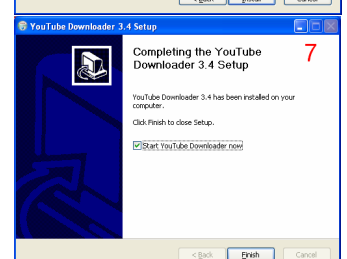 < Back Install Cancel
YouTube Downloader 3.4 Setup
Completing the YouTube
Downloader 3.4 Setup
7
YouTube Downloader 3.4 has been installed on your
computer.
Click Finish to close Setup.
Start YouTube Downloader now
< Back Finish Cancel